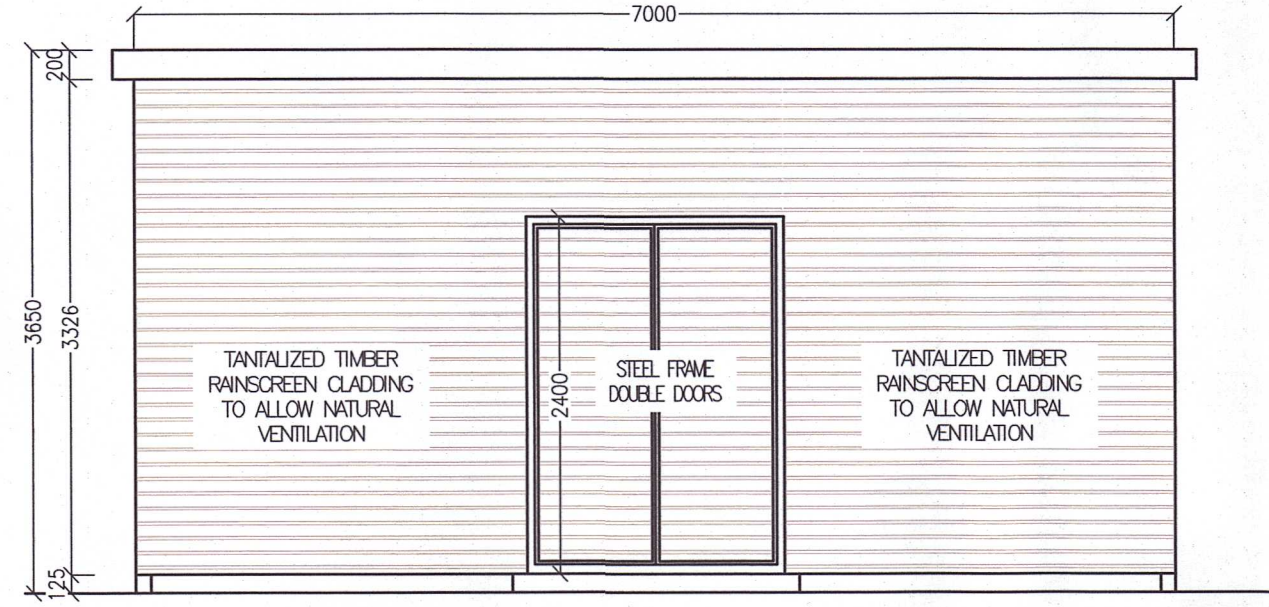 7000
200
3650
3326
2400
125
TANTALIZED TIMBER
RAINSCREEN CLADDING
TO ALLOW NATURAL
VENTILATION
STEEL FRAME
DOUBLE DOORS
TANTALIZED TIMBER
RAINSCREEN CLADDING
TO ALLOW NATURAL
VENTILATION